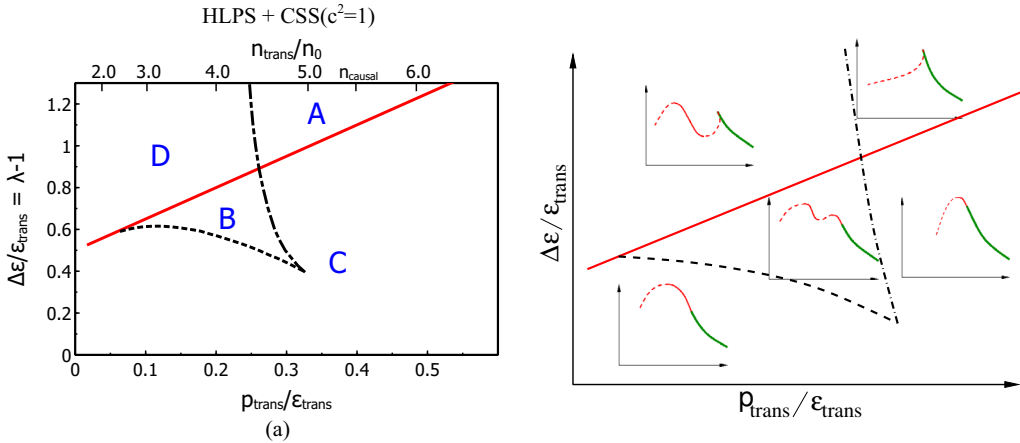 HLPS + CSS(c²=1)
n_trans/n_0
2.0 3.0 4.0 5.0 n_causal 6.0
1.2
1
0.8
0.6
0.4
0.2
0
Δε/ε_trans = λ-1
A
D
B
C
0 0.1 0.2 0.3 0.4 0.5
p_trans/ε_trans
(a)
Δε/ε_trans
p_trans/ε_trans